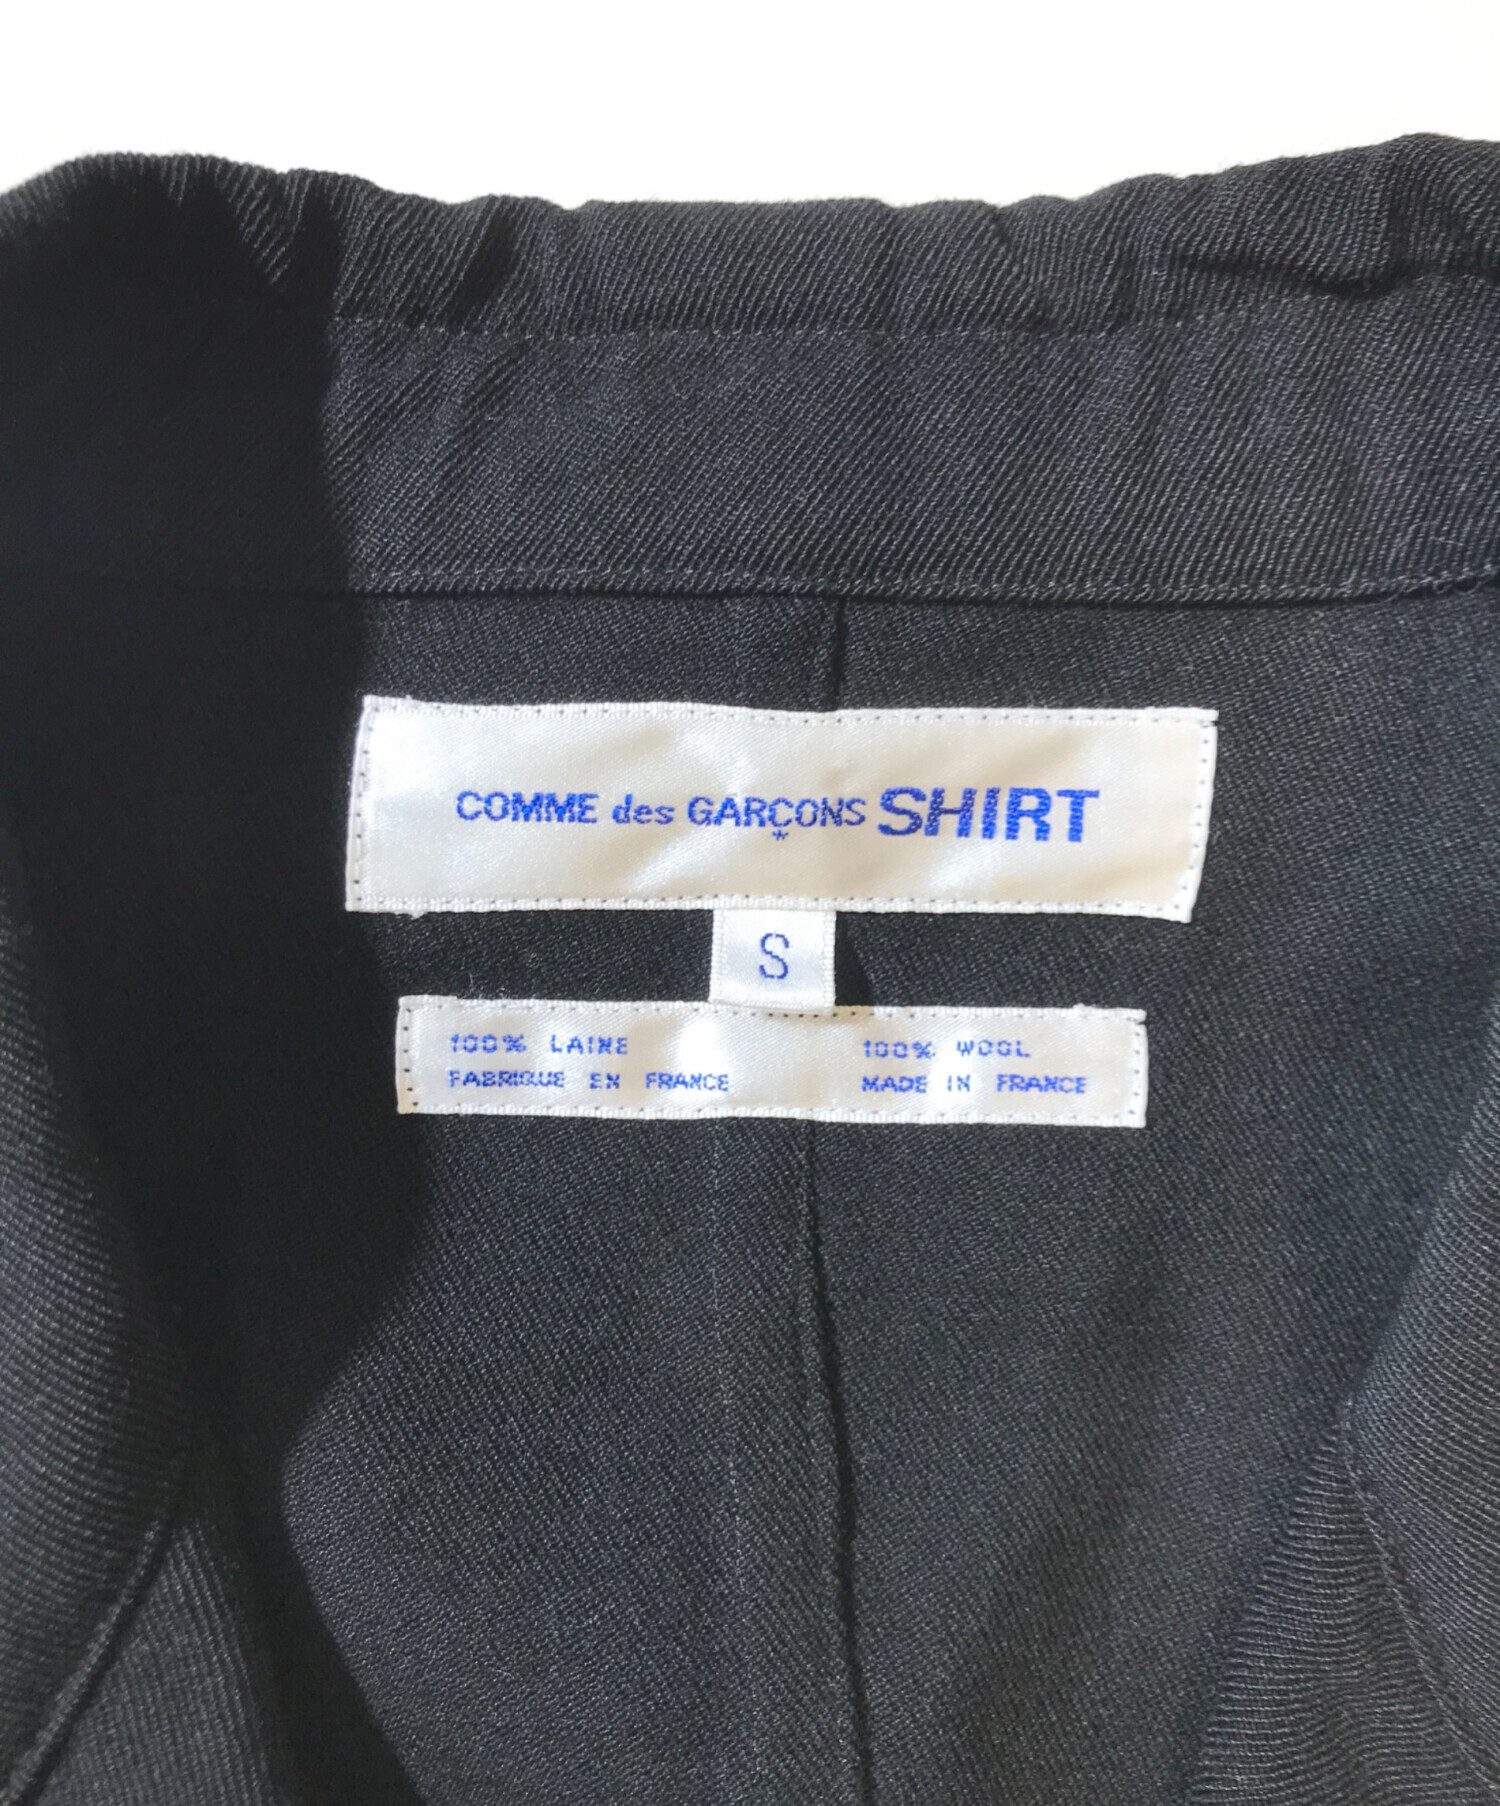 COMME des GARÇONS SHIRT
*
S
100% LAINE
FABRIQUE EN FRANCE
100% WOOL
MADE IN FRANCE